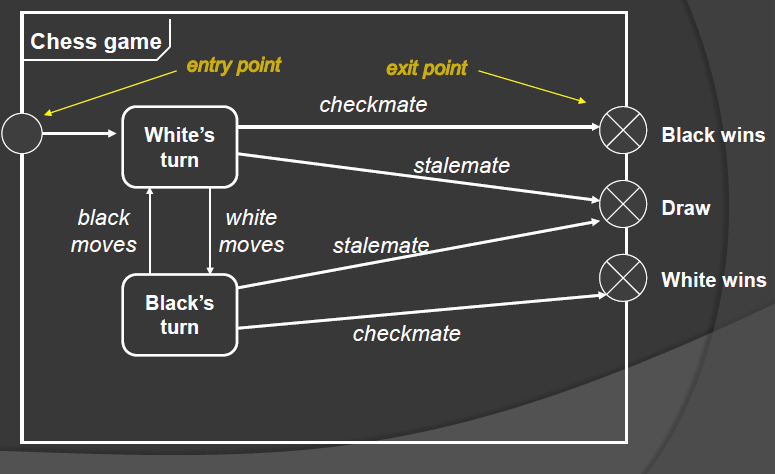 Chess game
entry point
exit point
checkmate
White's
turn
Black wins
stalemate
Draw
black
moves
white
moves
stalemate
White wins
Black's
turn
checkmate